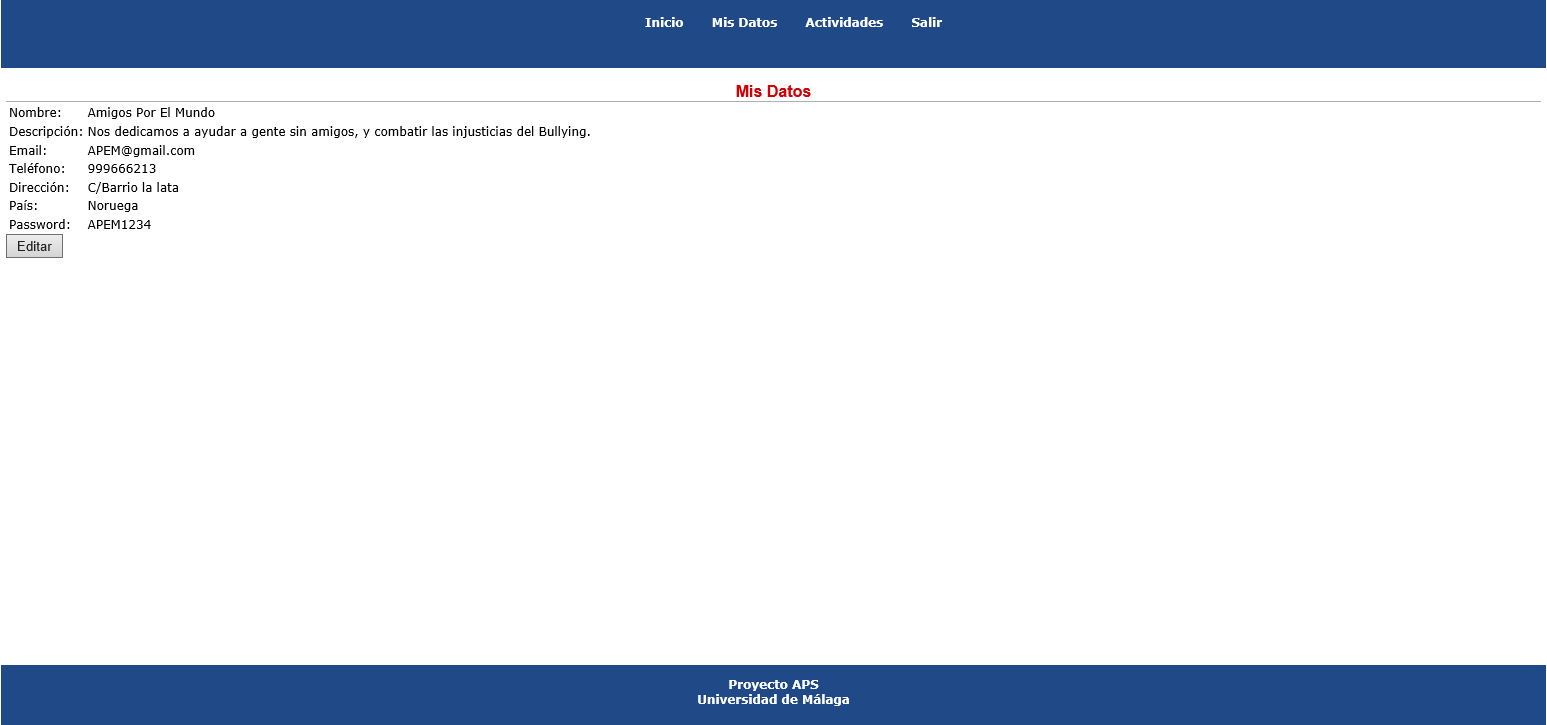 Inicio Mis Datos Actividades Salir
Mis Datos
Nombre: Amigos Por El Mundo
Descripción: Nos dedicamos a ayudar a gente sin amigos, y combatir las injusticias del Bullying.
Email: APEM@gmail.com
Teléfono: 999666213
Dirección: C/Barrio la lata
País: Noruega
Password: APEM1234
Editar
Proyecto APS
Universidad de Málaga